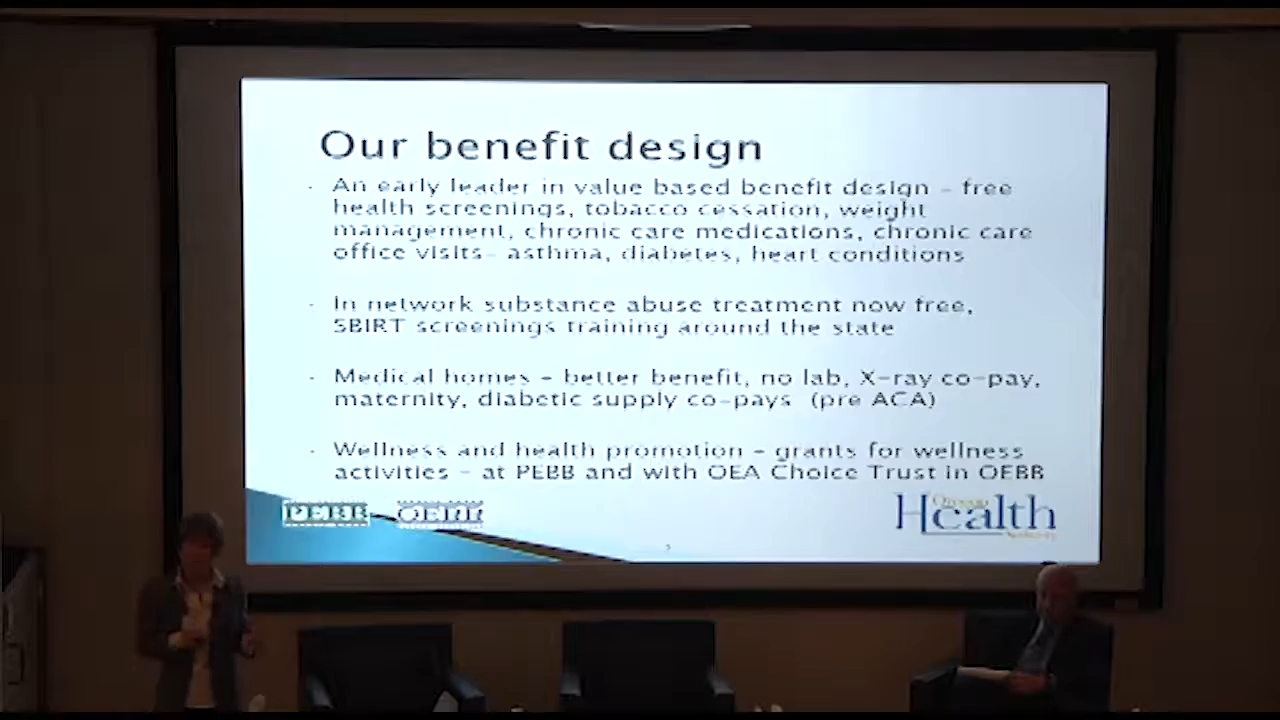 Our benefit design
· An early leader in value based benefit design – free
health screenings, tobacco cessation, weight
management, chronic care medications, chronic care
office visits– asthma, diabetes, heart conditions
· In network substance abuse treatment now free,
SBIRT screenings training around the state
· Medical homes – better benefit, no lab, X-ray co-pay,
maternity, diabetic supply co-pays (pre ACA)
· Wellness and health promotion – grants for wellness
activities – at PEBB and with OEA Choice Trust in OEBB
PEBB OEBB
Oregon
Health